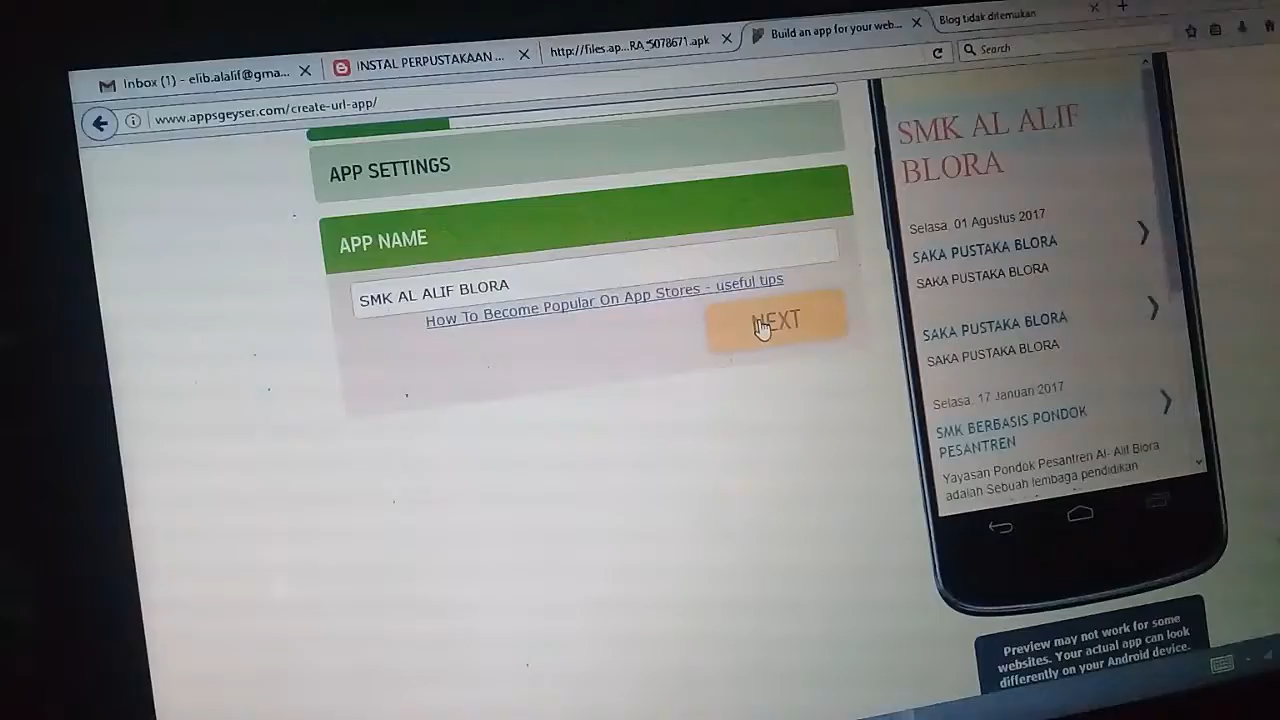 Inbox (1) - elib.alalif@gma...
INSTAL PERPUSTAKAAN ...
http://files.ap...RA_5078671.apk
Build an app for your web...
Blog tidak ditemukan
www.appsgeyser.com/create-url-app/
Search
APP SETTINGS
APP NAME
SMK AL ALIF BLORA
How To Become Popular On App Stores - useful tips
NEXT
SMK AL ALIF
BLORA
Selasa, 01 Agustus 2017
SAKA PUSTAKA BLORA
SAKA PUSTAKA BLORA
SAKA PUSTAKA BLORA
SAKA PUSTAKA BLORA
Selasa, 17 Januari 2017
SMK BERBASIS PONDOK
PESANTREN
Yayasan Pondok Pesantren Al- Alif Blora
adalah Sebuah lembaga pendidikan
Preview may not work for some
websites. Your actual app can look
differently on your Android device.